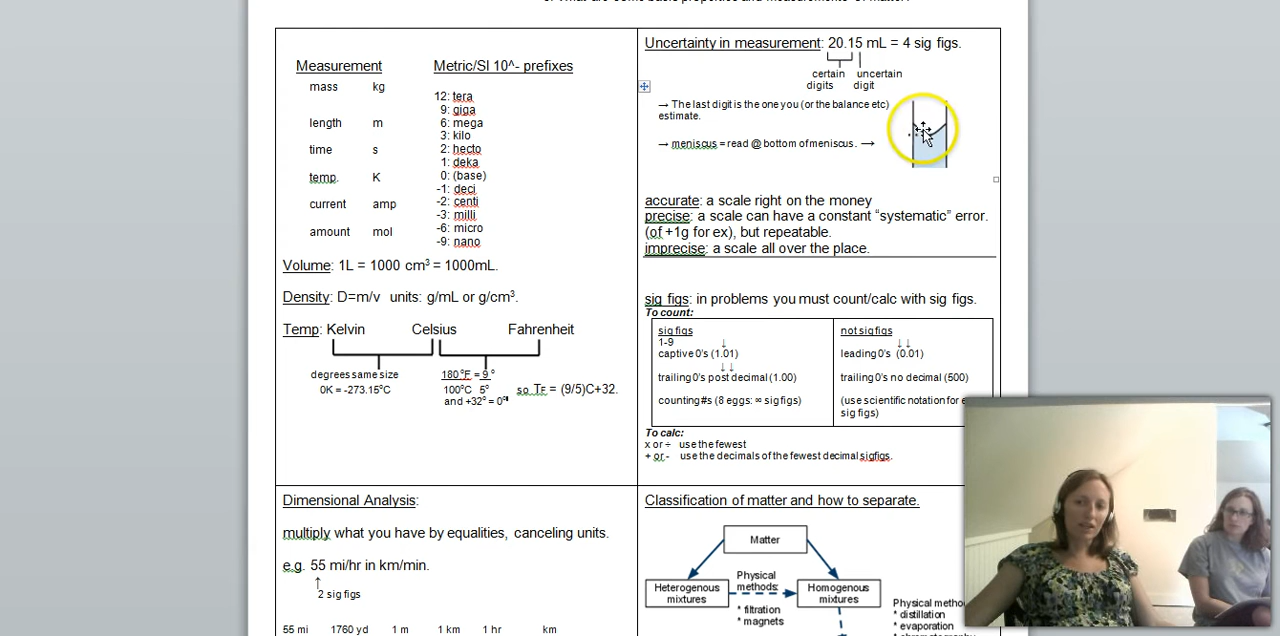 Measurement Metric/SI 10^- prefixes
mass kg
length m
time s
temp. K
current amp
amount mol
12: tera
9: giga
6: mega
3: kilo
2: hecto
1: deka
0: (base)
-1: deci
-2: centi
-3: milli
-6: micro
-9: nano
Volume: 1L = 1000 cm³ = 1000mL.
Density: D=m/v units: g/mL or g/cm³.
Temp: Kelvin Celsius Fahrenheit
degrees same size
0K = -273.15°C
180°F = 9°
100°C 5°
and +32° = 0°
so TF = (9/5)C+32.
Uncertainty in measurement: 20.15 mL = 4 sig figs.
certain uncertain
digits digit
→ The last digit is the one you (or the balance etc)
estimate.
→ meniscus = read @ bottom of meniscus. →
accurate: a scale right on the money
precise: a scale can have a constant “systematic” error.
(of +1g for ex), but repeatable.
imprecise: a scale all over the place.
sig figs: in problems you must count/calc with sig figs.
To count:
sig figs
1-9 ↓
captive 0's (1.01)
↓↓
trailing 0's post decimal (1.00)
counting #s (8 eggs: ∞ sig figs)
not sig figs
↓↓
leading 0's (0.01)
trailing 0's no decimal (500)
(use scientific notation for
sig figs)
To calc:
x or ÷ use the fewest
+ or - use the decimals of the fewest decimal sigfigs.
Dimensional Analysis:
multiply what you have by equalities, canceling units.
e.g. 55 mi/hr in km/min.
↑
2 sig figs
55 mi 1760 yd 1 m 1 km 1 hr km
Classification of matter and how to separate.
Matter
Heterogenous
mixtures
Physical
methods:
* filtration
* magnets
Homogenous
mixtures
* distillation
* evaporation